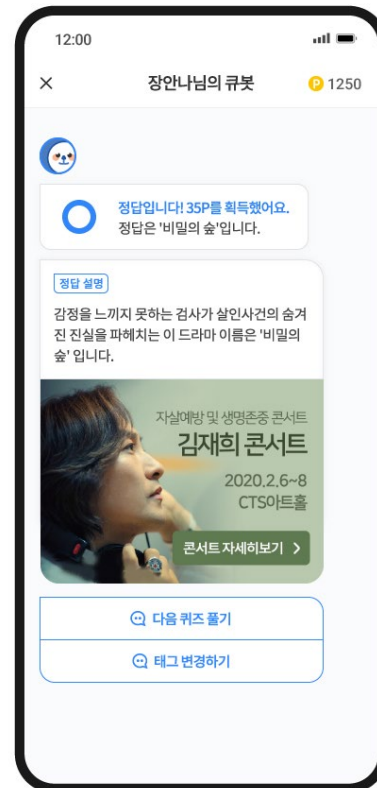 12:00
장안나님의 큐봇
P 1250
정답입니다! 35P를 획득했어요.
정답은 '비밀의 숲'입니다.
정답 설명
감정을 느끼지 못하는 검사가 살인사건의 숨겨
진 진실을 파헤치는 이 드라마 이름은 '비밀의
숲' 입니다.
자살예방 및 생명존중 콘서트
김재희 콘서트
2020.2.6~8
CTS아트홀
콘서트 자세히보기
다음 퀴즈 풀기
태그 변경하기